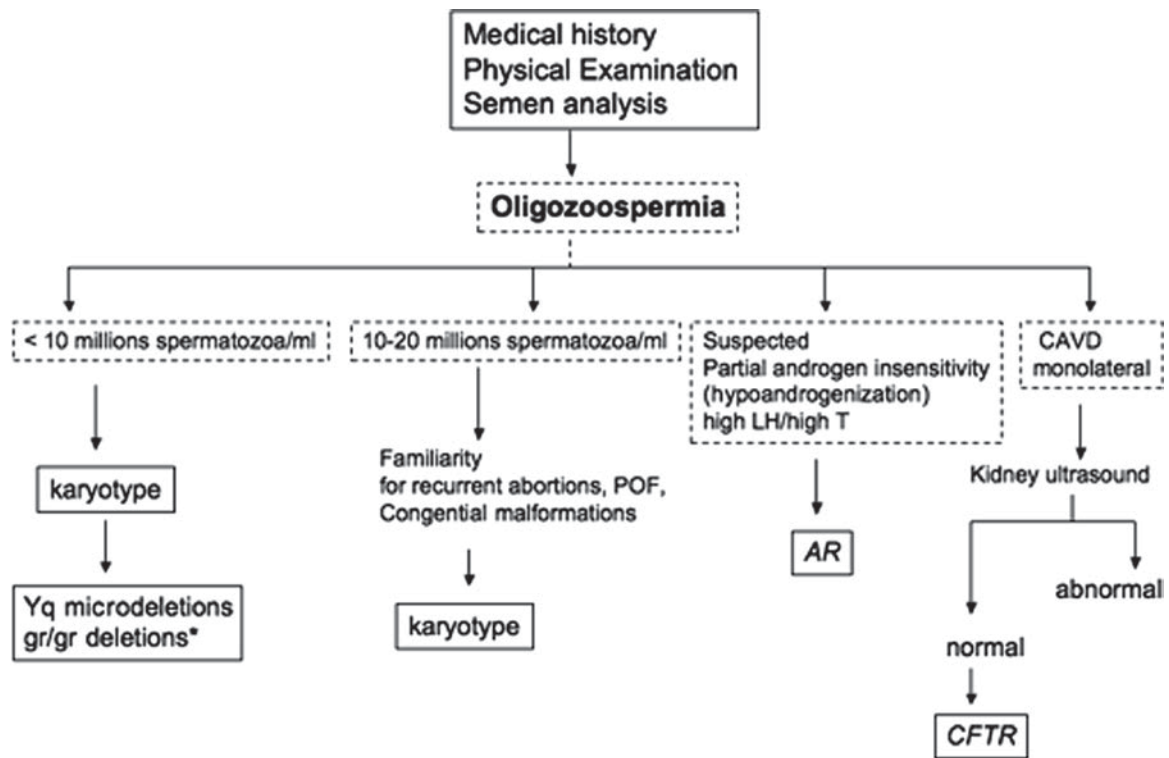 Medical history
Physical Examination
Semen analysis
Oligozoospermia
< 10 millions spermatozoa/ml
10-20 millions spermatozoa/ml
Suspected
Partial androgen insensitivity
(hypoandrogenization)
high LH/high T
CAVD
monolateral
karyotype
Yq microdeletions
gr/gr deletions*
Familiarity
for recurrent abortions, POF,
Congential malformations
karyotype
AR
Kidney ultrasound
abnormal
normal
CFTR